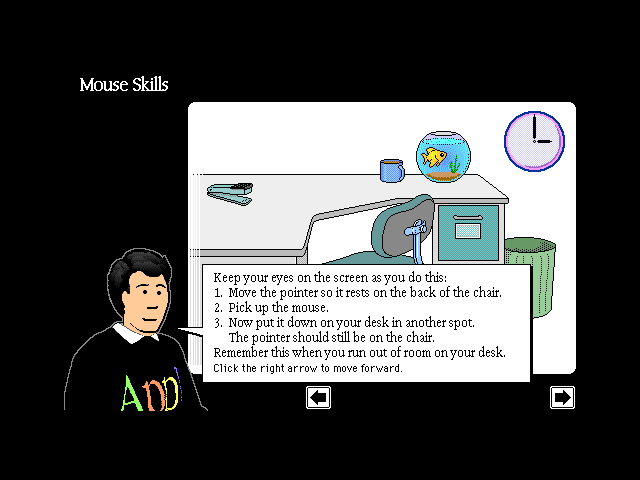 Mouse Skills
Keep your eyes on the screen as you do this:
1. Move the pointer so it rests on the back of the chair.
2. Pick up the mouse.
3. Now put it down on your desk in another spot.
The pointer should still be on the chair.
Remember this when you run out of room on your desk.
Click the right arrow to move forward.
Appl